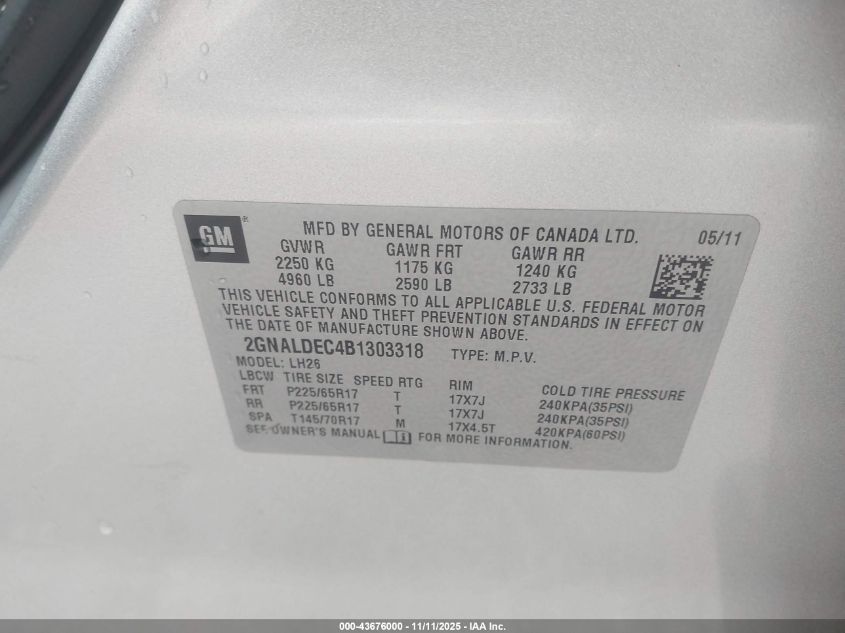 GM ®
MFD BY GENERAL MOTORS OF CANADA LTD. 05/11
GVWR GAWR FRT GAWR RR
2250 KG 1175 KG 1240 KG
4960 LB 2590 LB 2733 LB
THIS VEHICLE CONFORMS TO ALL APPLICABLE U.S. FEDERAL MOTOR
VEHICLE SAFETY AND THEFT PREVENTION STANDARDS IN EFFECT ON
THE DATE OF MANUFACTURE SHOWN ABOVE.
2GNALDEC4B1303318 TYPE: M.P.V.
MODEL: LH26
LBCW TIRE SIZE SPEED RTG RIM COLD TIRE PRESSURE
FRT P225/65R17 T 17X7J 240KPA(35PSI)
RR P225/65R17 T 17X7J 240KPA(35PSI)
SPA T145/70R17 M 17X4.5T 420KPA(60PSI)
SEE OWNER'S MANUAL FOR MORE INFORMATION.
000-43676000 - 11/11/2025 - IAA Inc.